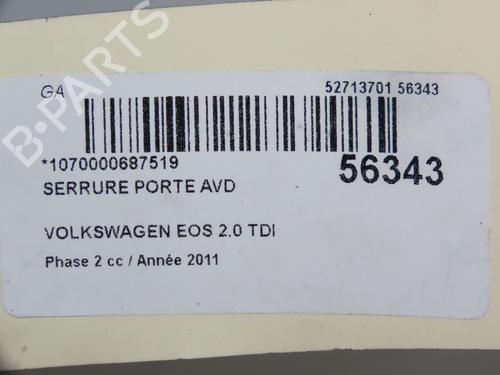 GA 52713701 56343
*1070000687519 56343
SERRURE PORTE AVD
VOLKSWAGEN EOS 2.0 TDI
Phase 2 cc / Année 2011
B-PARTS